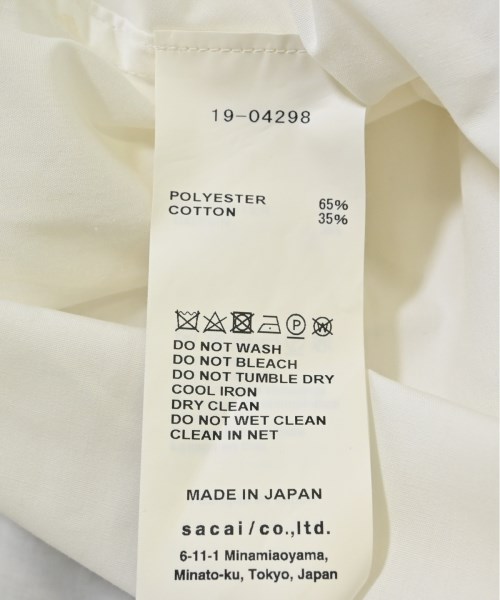 19-04298
POLYESTER 65%
COTTON 35%
P W
DO NOT WASH
DO NOT BLEACH
DO NOT TUMBLE DRY
COOL IRON
DRY CLEAN
DO NOT WET CLEAN
CLEAN IN NET
MADE IN JAPAN
sacai/co.,ltd.
6-11-1 Minamiaoyama,
Minato-ku, Tokyo, Japan